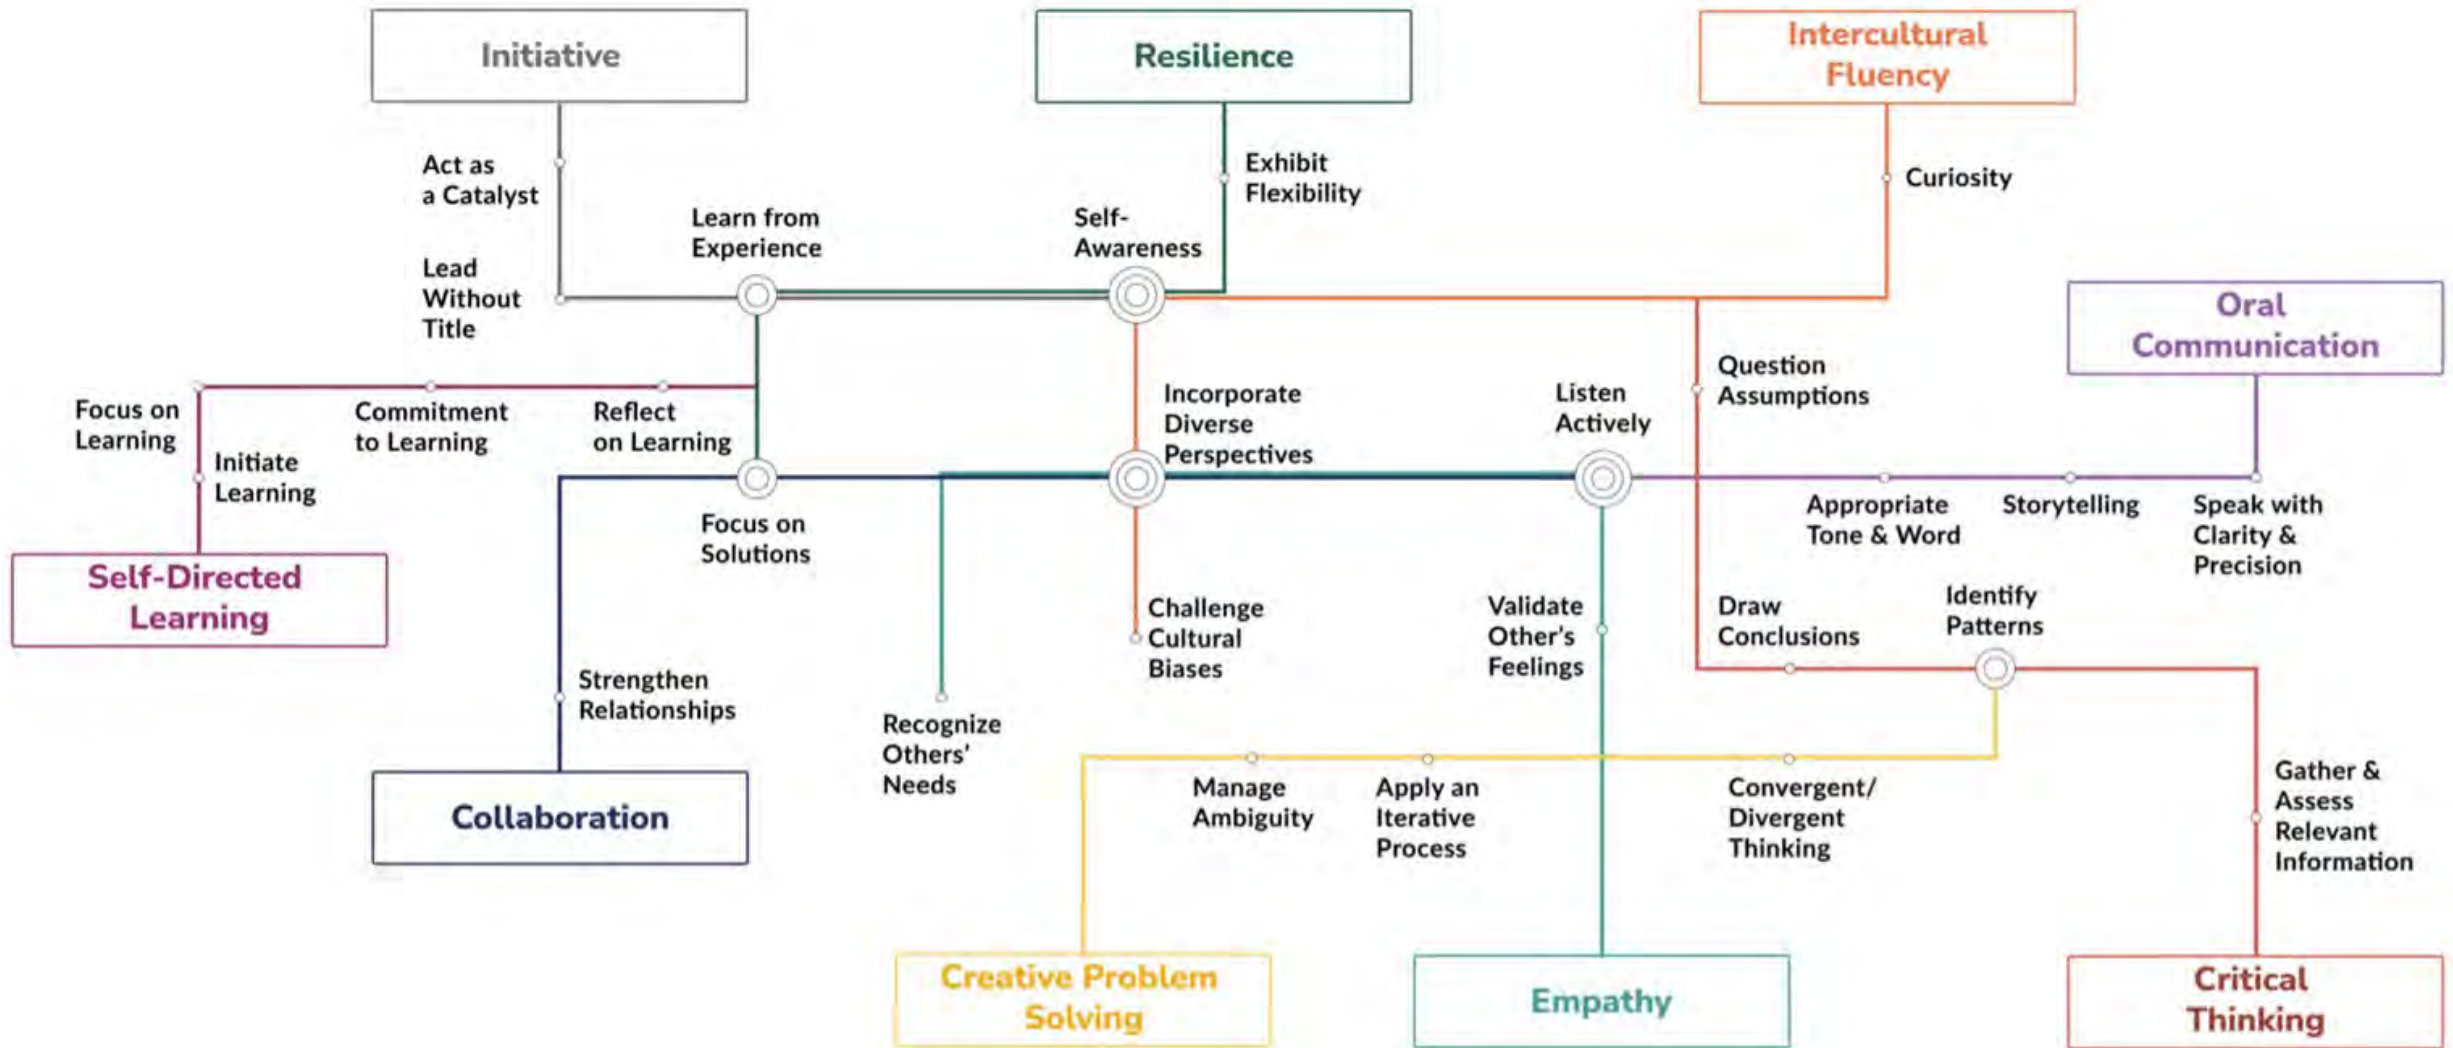 Initiative
Resilience
Intercultural
Fluency
Act as
a Catalyst
Exhibit
Flexibility
Curiosity
Learn from
Experience
Self-
Awareness
Lead
Without
Title
Oral
Communication
Question
Assumptions
Focus on
Learning
Commitment
to Learning
Reflect
on Learning
Incorporate
Diverse
Perspectives
Listen
Actively
Initiate
Learning
Focus on
Solutions
Appropriate
Tone & Word
Storytelling
Speak with
Clarity &
Precision
Self-Directed
Learning
Challenge
Cultural
Biases
Validate
Other's
Feelings
Draw
Conclusions
Identify
Patterns
Strengthen
Relationships
Recognize
Others'
Needs
Collaboration
Manage
Ambiguity
Apply an
Iterative
Process
Convergent/
Divergent
Thinking
Gather &
Assess
Relevant
Information
Creative Problem
Solving
Empathy
Critical
Thinking